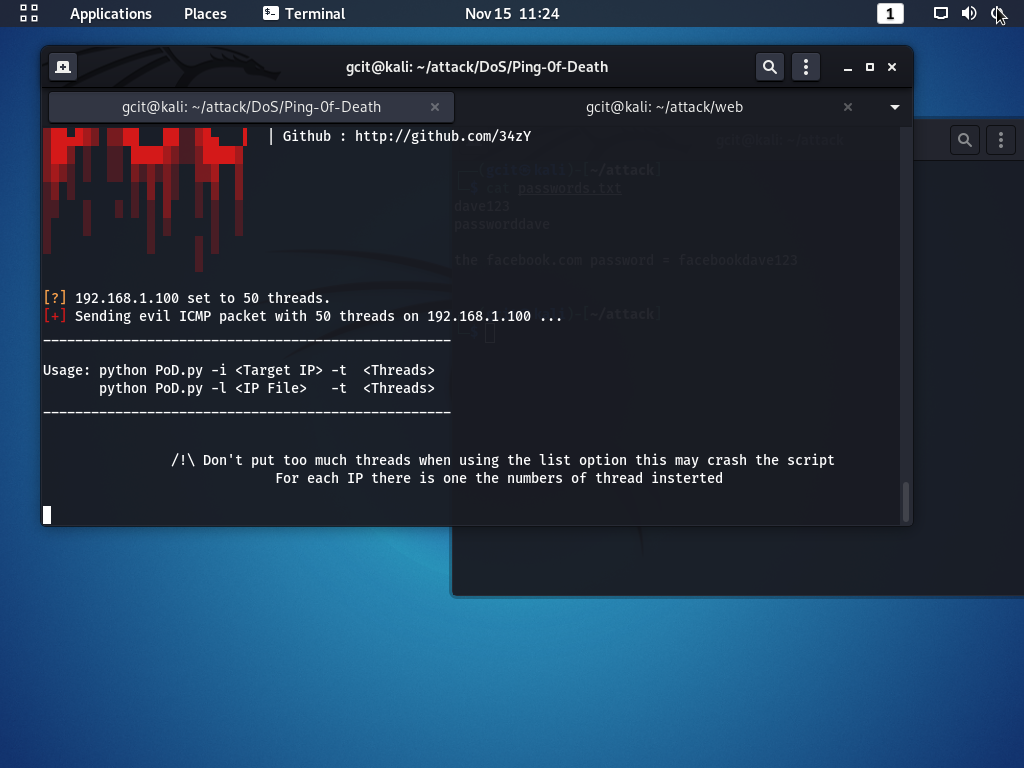 Applications Places Terminal Nov 15 11:24 1
gcit@kali: ~/attack/DoS/Ping-0f-Death
gcit@kali: ~/attack/DoS/Ping-0f-Death gcit@kali: ~/attack/web
| Github : http://github.com/34zY
gcit@kali: ~/attack
(gcit@kali)-[~/attack]
cat passwords.txt
dave123
passworddave
the facebook.com password = facebookdave123
[?] 192.168.1.100 set to 50 threads.
[+] Sending evil ICMP packet with 50 threads on 192.168.1.100 ...
)-[~/attack]
---------------------------------------------------
Usage: python PoD.py -i <Target IP> -t  <Threads>
       python PoD.py -l <IP File>   -t  <Threads>
---------------------------------------------------
/!\ Don't put too much threads when using the list option this may crash the script
For each IP there is one the numbers of thread insterted